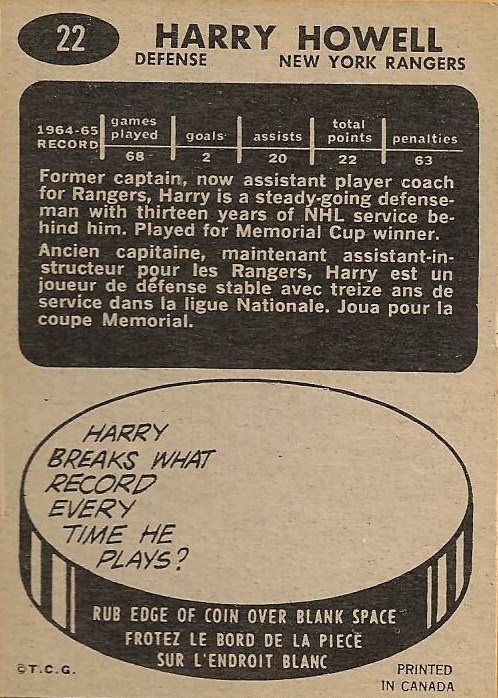 22
HARRY HOWELL
DEFENSE NEW YORK RANGERS
1964-65 RECORD
games played goals assists total points penalties
68 2 20 22 63
Former captain, now assistant player coach
for Rangers, Harry is a steady-going defense-
man with thirteen years of NHL service be-
hind him. Played for Memorial Cup winner.
Ancien capitaine, maintenant assistant-in-
structeur pour les Rangers, Harry est un
joueur de défense stable avec treize ans de
service dans la ligue Nationale. Joua pour la
coupe Memorial.
HARRY
BREAKS WHAT
RECORD
EVERY
TIME HE
PLAYS?
RUB EDGE OF COIN OVER BLANK SPACE
FROTEZ LE BORD DE LA PIECE
SUR L'ENDROIT BLANC
©T.C.G.
PRINTED
IN CANADA